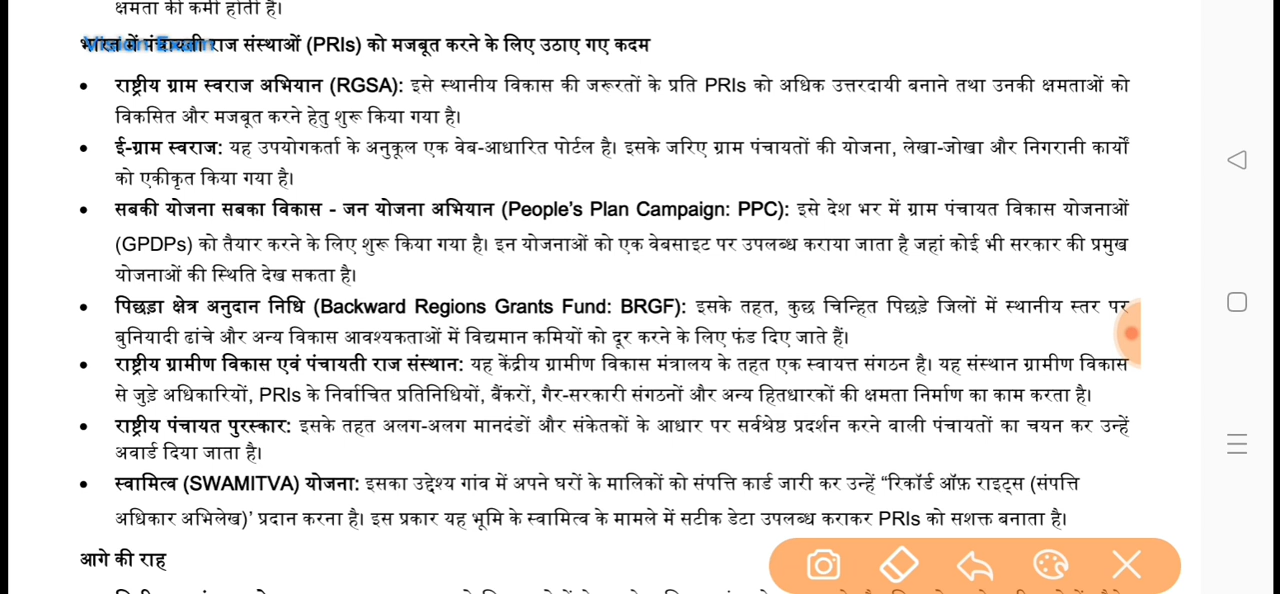 क्षमता की कमी होती है।
भारत में पंचायती राज संस्थाओं (PRIs) को मजबूत करने के लिए उठाए गए कदम
Vision Exam
• राष्ट्रीय ग्राम स्वराज अभियान (RGSA): इसे स्थानीय विकास की जरूरतों के प्रति PRIs को अधिक उत्तरदायी बनाने तथा उनकी क्षमताओं को
विकसित और मजबूत करने हेतु शुरू किया गया है।
• ई-ग्राम स्वराज: यह उपयोगकर्ता के अनुकूल एक वेब-आधारित पोर्टल है। इसके जरिए ग्राम पंचायतों की योजना, लेखा-जोखा और निगरानी कार्यों
को एकीकृत किया गया है।
• सबकी योजना सबका विकास - जन योजना अभियान (People’s Plan Campaign: PPC): इसे देश भर में ग्राम पंचायत विकास योजनाओं
(GPDPs) को तैयार करने के लिए शुरू किया गया है। इन योजनाओं को एक वेबसाइट पर उपलब्ध कराया जाता है जहां कोई भी सरकार की प्रमुख
योजनाओं की स्थिति देख सकता है।
• पिछड़ा क्षेत्र अनुदान निधि (Backward Regions Grants Fund: BRGF): इसके तहत, कुछ चिन्हित पिछड़े जिलों में स्थानीय स्तर पर
बुनियादी ढांचे और अन्य विकास आवश्यकताओं में विद्यमान कमियों को दूर करने के लिए फंड दिए जाते हैं।
• राष्ट्रीय ग्रामीण विकास एवं पंचायती राज संस्थान: यह केंद्रीय ग्रामीण विकास मंत्रालय के तहत एक स्वायत्त संगठन है। यह संस्थान ग्रामीण विकास
से जुड़े अधिकारियों, PRIs के निर्वाचित प्रतिनिधियों, बैंकरों, गैर-सरकारी संगठनों और अन्य हितधारकों की क्षमता निर्माण का काम करता है।
• राष्ट्रीय पंचायत पुरस्कार: इसके तहत अलग-अलग मानदंडों और संकेतकों के आधार पर सर्वश्रेष्ठ प्रदर्शन करने वाली पंचायतों का चयन कर उन्हें
अवार्ड दिया जाता है।
• स्वामित्व (SWAMITVA) योजना: इसका उद्देश्य गांव में अपने घरों के मालिकों को संपत्ति कार्ड जारी कर उन्हें “रिकॉर्ड ऑफ़ राइट्स (संपत्ति
अधिकार अभिलेख)’ प्रदान करना है। इस प्रकार यह भूमि के स्वामित्व के मामले में सटीक डेटा उपलब्ध कराकर PRIs को सशक्त बनाता है।
आगे की राह